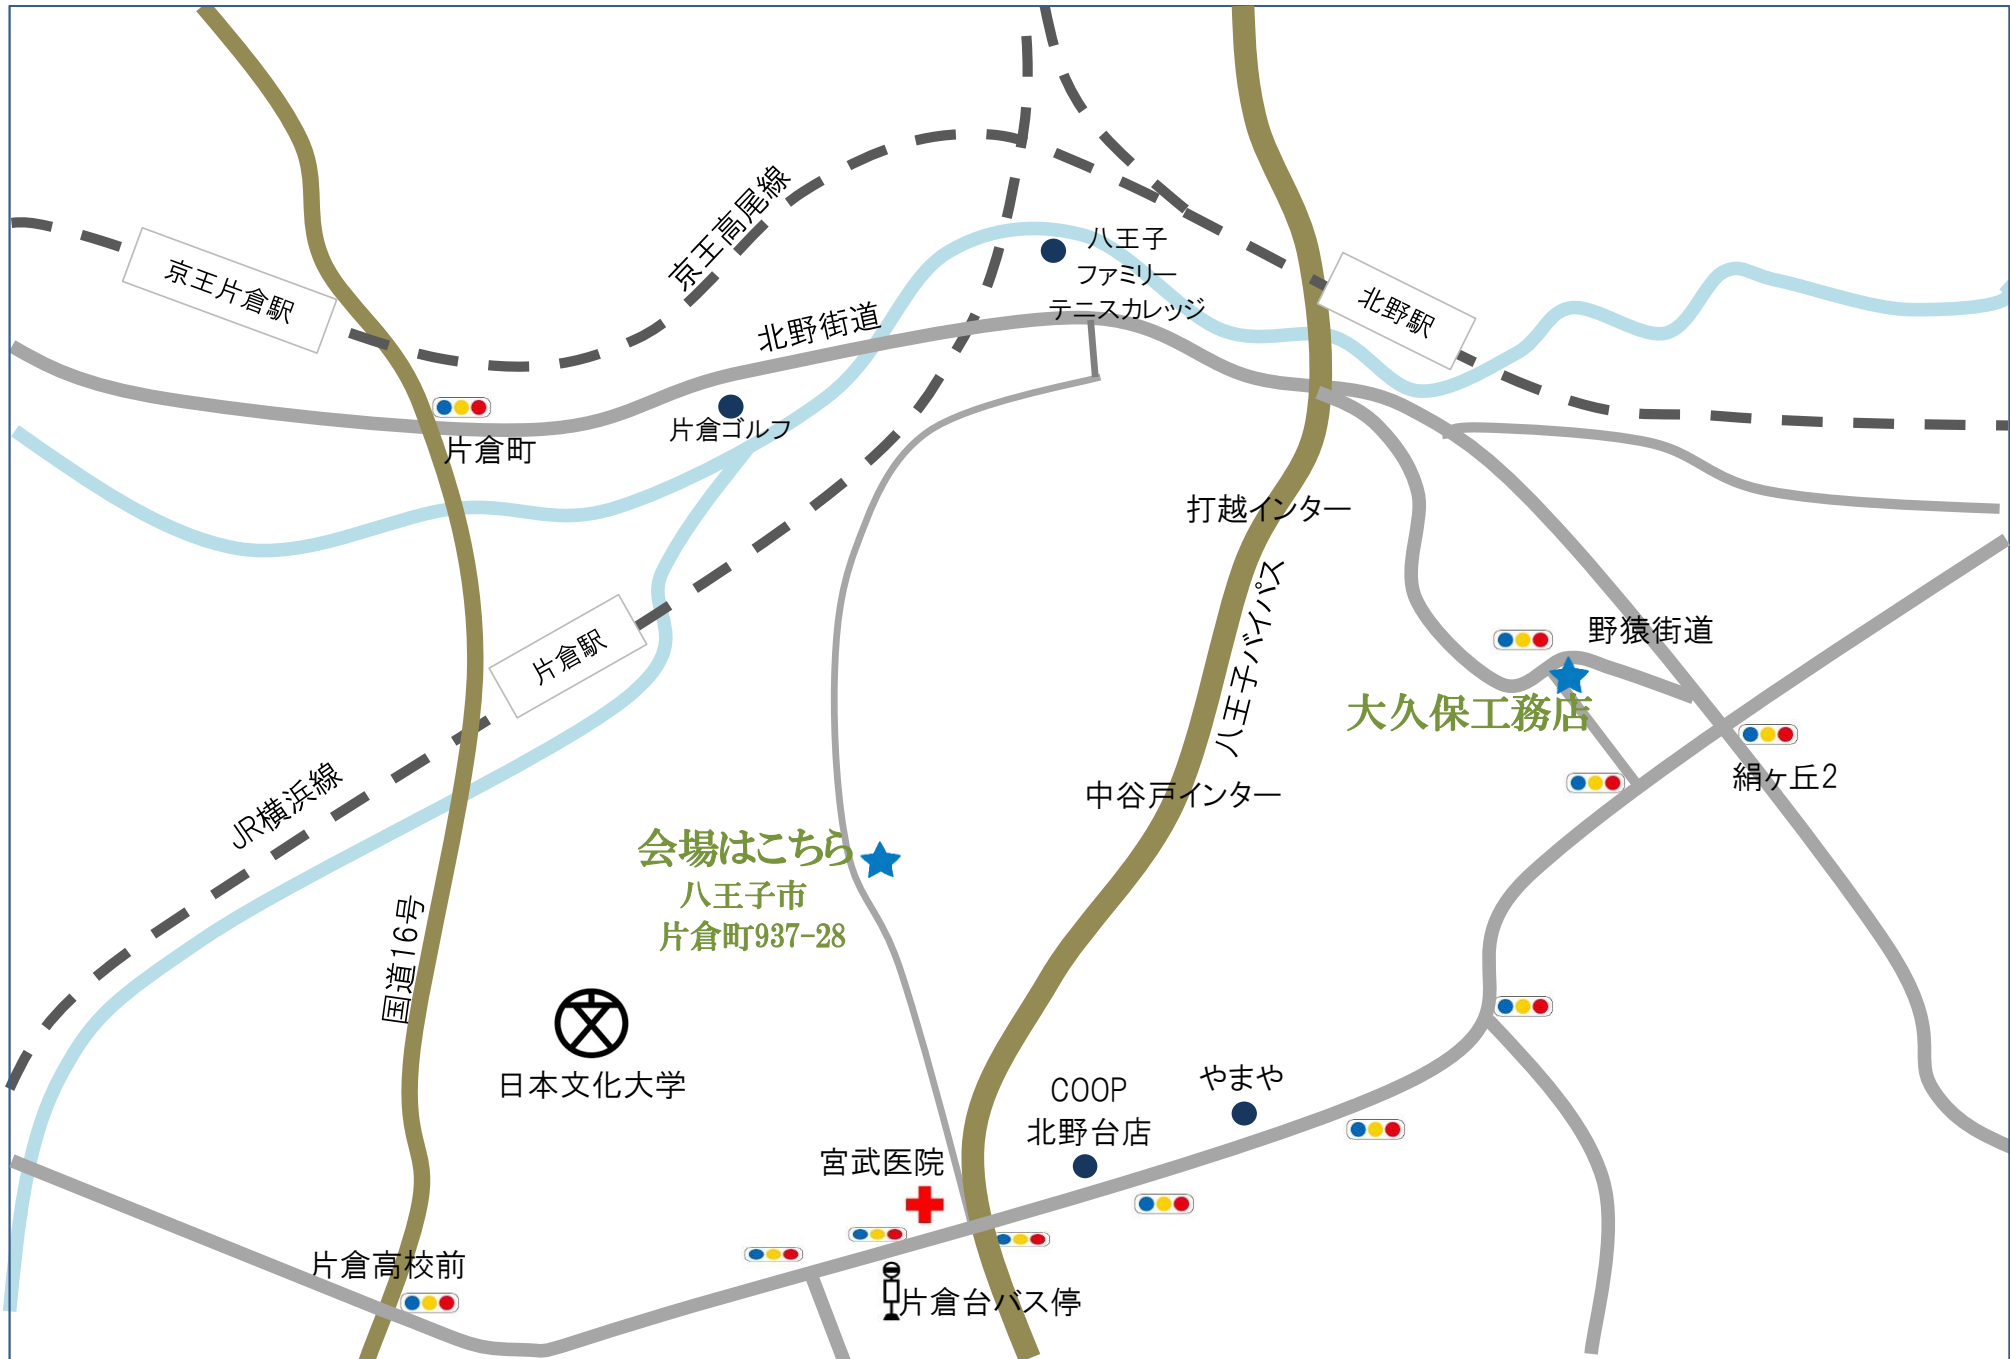 京王高尾線
八王子
ファミリー
テニスカレッジ
京王片倉駅
北野駅
北野街道
片倉ゴルフ
片倉町
打越インター
八王子バイパス
片倉駅
野猿街道
大久保工務店
絹ヶ丘2
中谷戸インター
JR横浜線
会場はこちら
八王子市
片倉町937-28
国道16号
日本文化大学
COOP
北野台店
やまや
宮武医院
片倉高校前
片倉台バス停